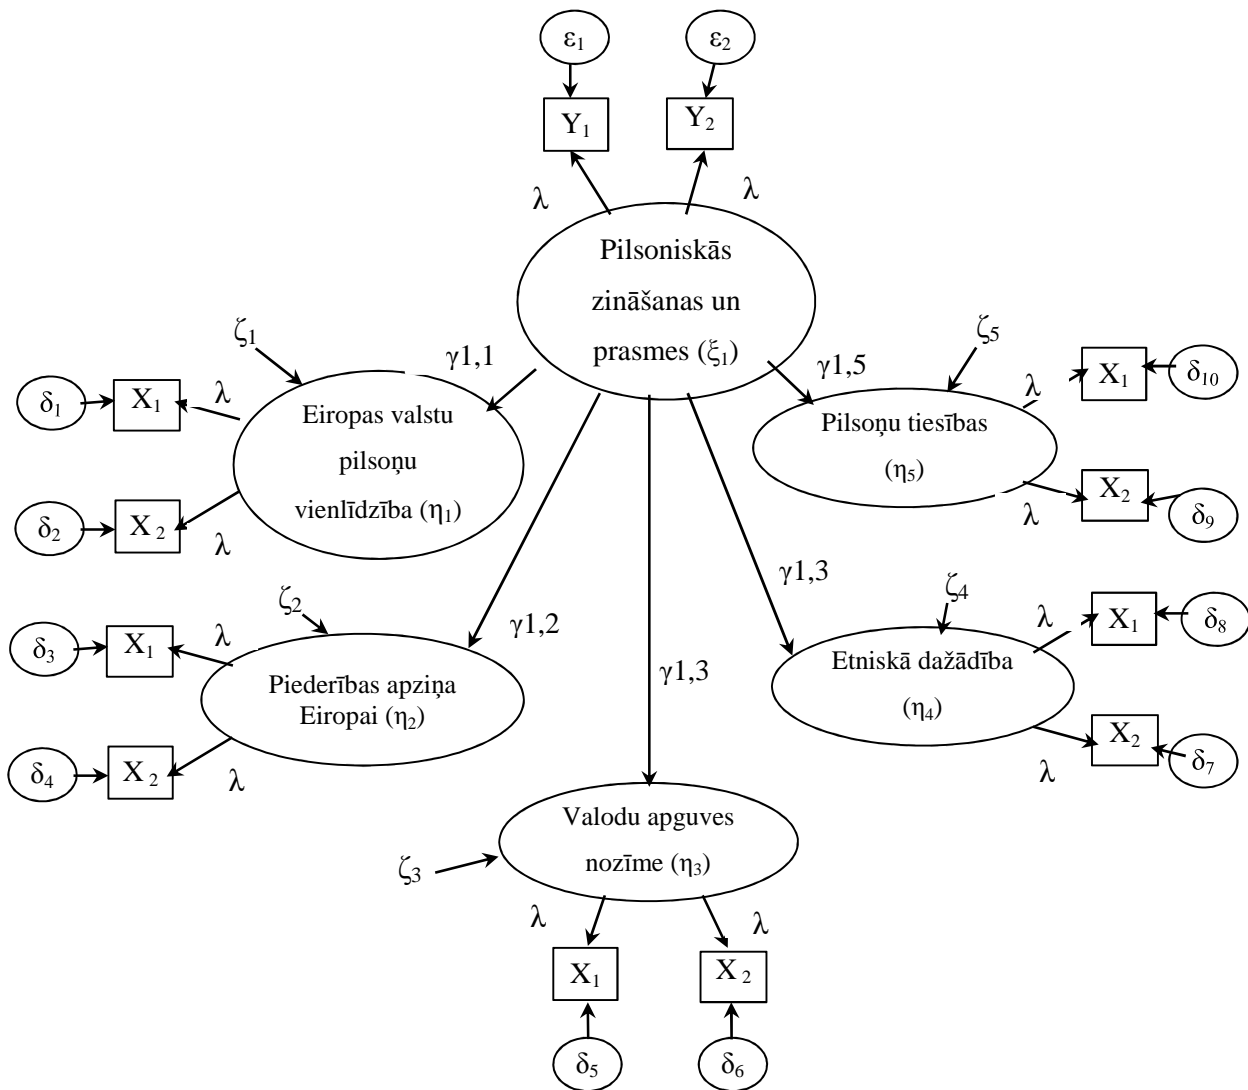 ε₁
ε₂
Y₁
Y₂
λ
λ
Pilsoniskās
zināšanas un
prasmes (ξ₁)
ζ₁
γ1,1
ζ₅
γ1,5
δ₁
X₁
λ
Eiropas valstu
pilsoņu
vienlīdzība (η₁)
δ₂
X₂
λ
Pilsoņu tiesības
(η₅)
λ
X₁
δ₁₀
λ
X₂
δ₉
ζ₂
γ1,2
γ1,3
γ1,3
ζ₄
δ₃
X₁
λ
Piederības apziņa
Eiropai (η₂)
δ₄
X₂
λ
Etniskā dažādība
(η₄)
λ
X₁
δ₈
λ
X₂
δ₇
Valodu apguves
nozīme (η₃)
ζ₃
λ
λ
X₁
X₂
δ₅
δ₆